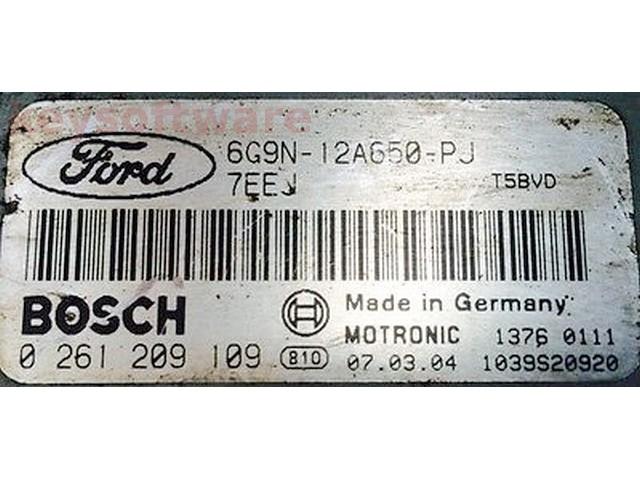 keysoftware
Ford
6G9N-12A650-PJ
7EEJ T5BVD
BOSCH
Made in Germany
MOTRONIC 1376 0111
0 261 209 109 B10 07.03.04 1039S20920